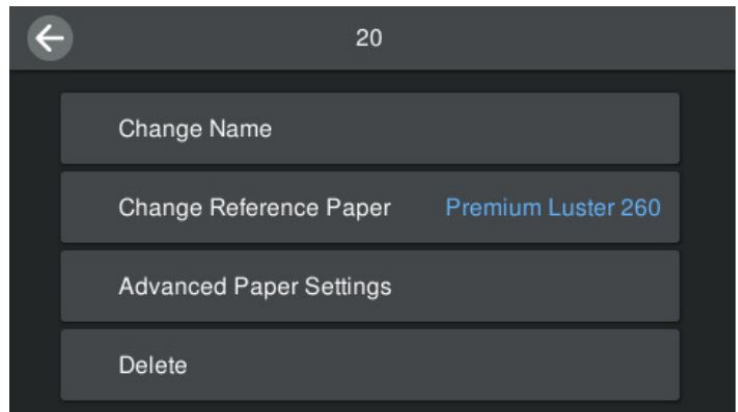 20
Change Name
Change Reference Paper Premium Luster 260
Advanced Paper Settings
Delete